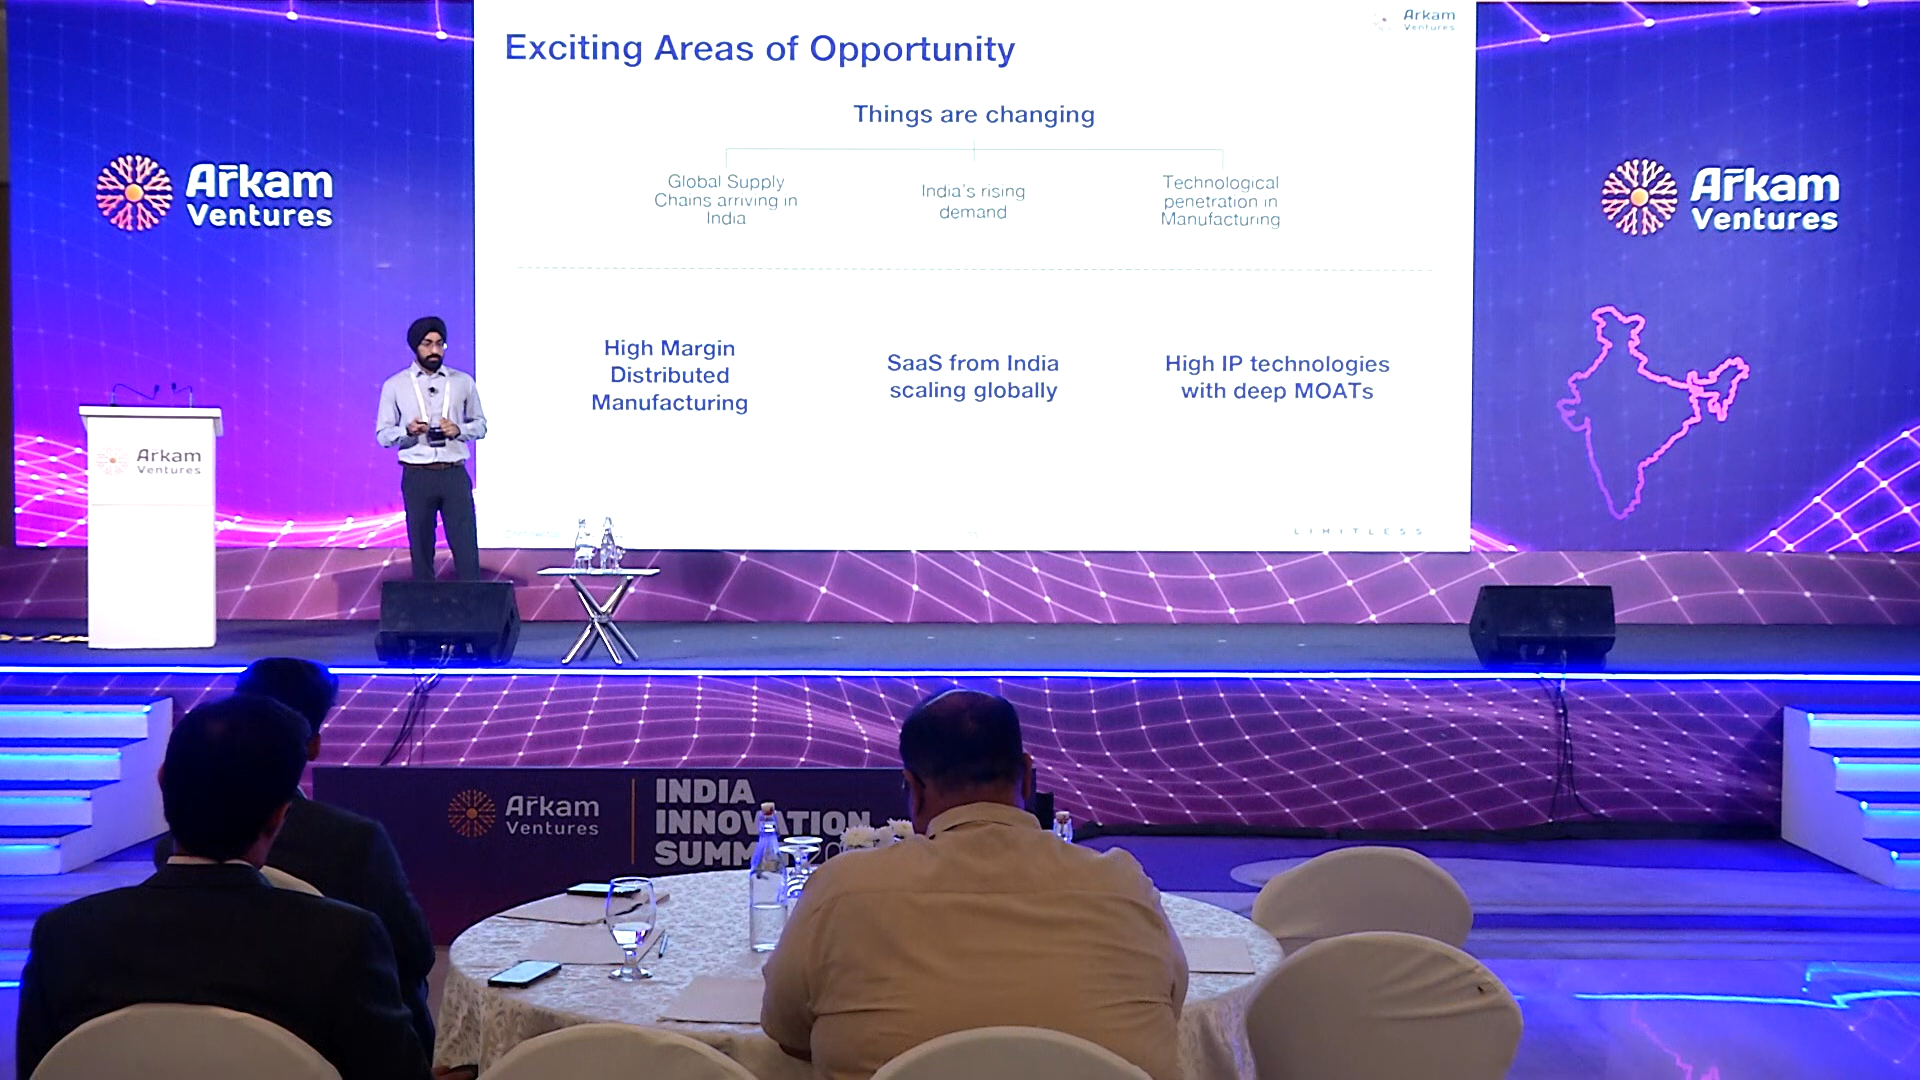 Exciting Areas of Opportunity
Arkam
Ventures
Things are changing
Global Supply
Chains arriving in
India
India's rising
demand
Technological
penetration in
Manufacturing
High Margin
Distributed
Manufacturing
SaaS from India
scaling globally
High IP technologies
with deep MOATs
LIMITLESS
Arkam
Ventures
Arkam
Ventures
Arkam
Ventures
Arkam
Ventures
INDIA
INNOVATION